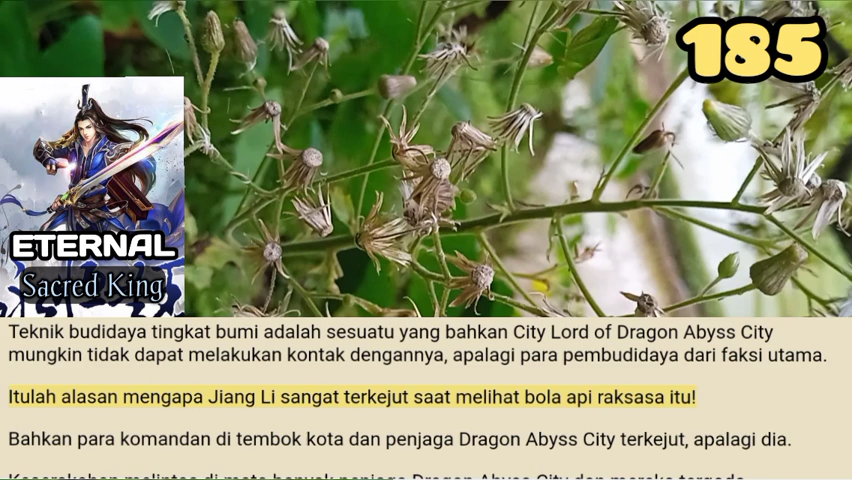 185
ETERNAL
Sacred King
Teknik budidaya tingkat bumi adalah sesuatu yang bahkan City Lord of Dragon Abyss City
mungkin tidak dapat melakukan kontak dengannya, apalagi para pembudidaya dari faksi utama.
Itulah alasan mengapa Jiang Li sangat terkejut saat melihat bola api raksasa itu!
Bahkan para komandan di tembok kota dan penjaga Dragon Abyss City terkejut, apalagi dia.